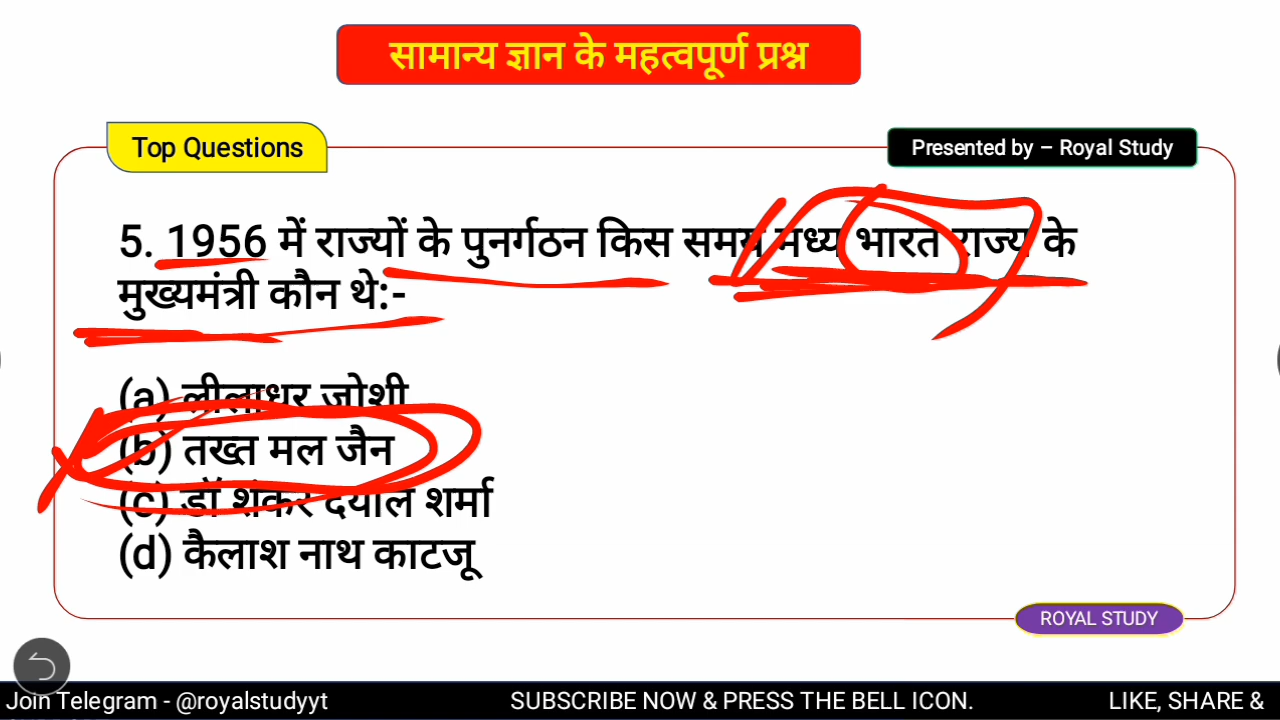 सामान्य ज्ञान के महत्वपूर्ण प्रश्न
Top Questions
Presented by – Royal Study
5. 1956 में राज्यों के पुनर्गठन किस समय मध्य भारत राज्य के
मुख्यमंत्री कौन थे:-
(a) लीलाधर जोशी
(b) तख्त मल जैन
(c) डॉ शंकर दयाल शर्मा
(d) कैलाश नाथ काटजू
ROYAL STUDY
Join Telegram - @royalstudyyt SUBSCRIBE NOW & PRESS THE BELL ICON. LIKE, SHARE &